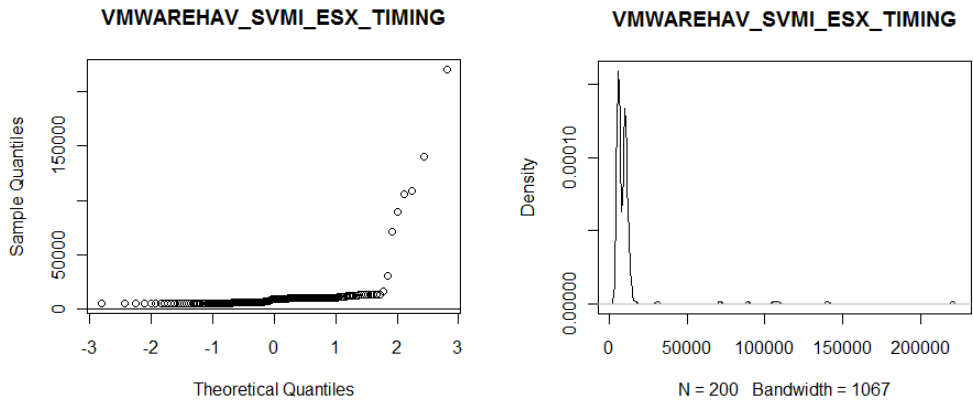 VMWAREHAV_SVMI_ESX_TIMING
Sample Quantiles
150000
50000
0
-3 -2 -1 0 1 2 3
Theoretical Quantiles
VMWAREHAV_SVMI_ESX_TIMING
Density
0.00010
0.00000
0 50000 100000 150000 200000
N = 200 Bandwidth = 1067